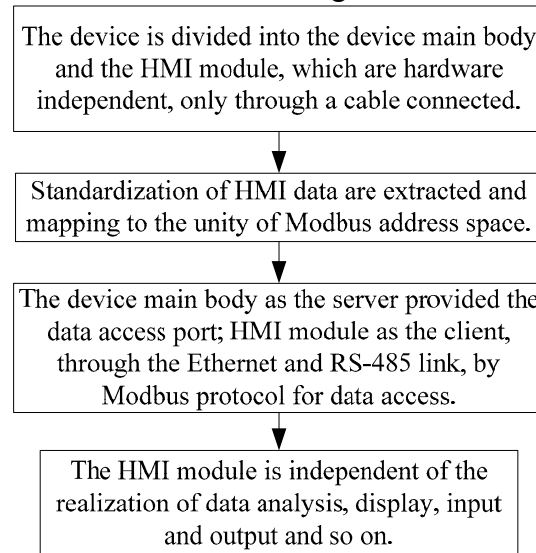 The device is divided into the device main body
and the HMI module, which are hardware
independent, only through a cable connected.
Standardization of HMI data are extracted and
mapping to the unity of Modbus address space.
The device main body as the server provided the
data access port; HMI module as the client,
through the Ethernet and RS-485 link, by
Modbus protocol for data access.
The HMI module is independent of the
realization of data analysis, display, input
and output and so on.